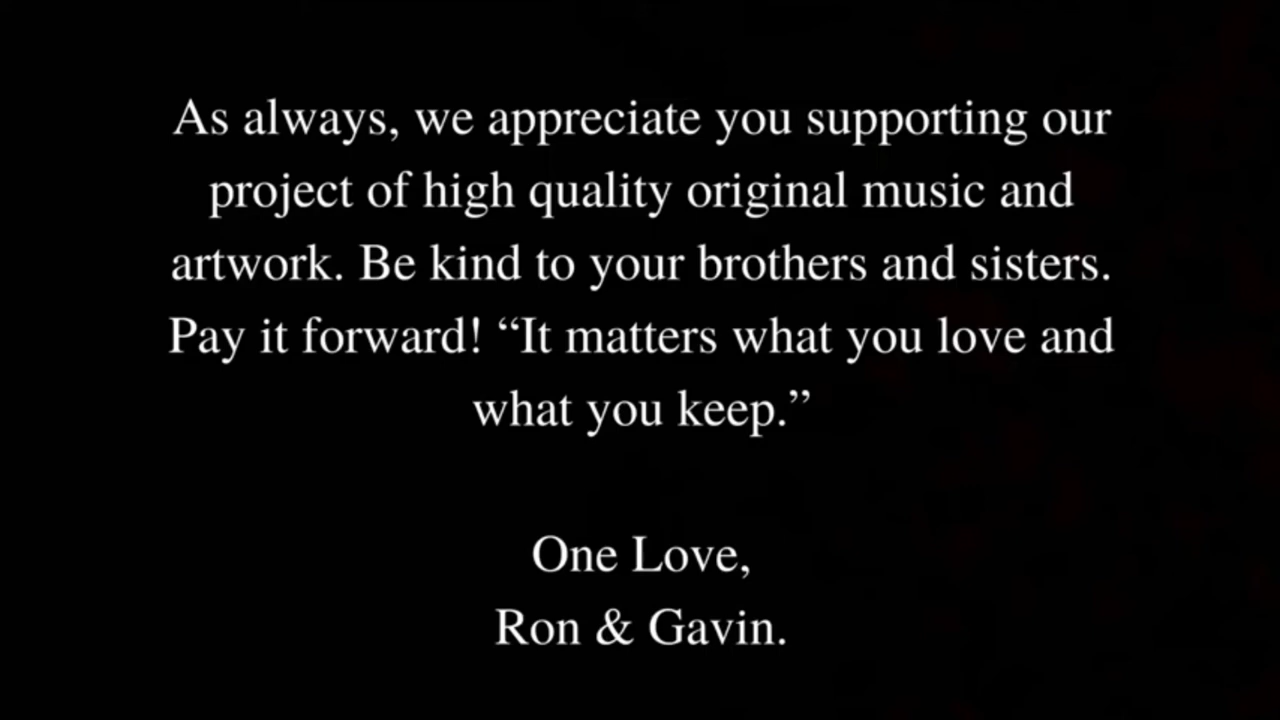 As always, we appreciate you supporting our
project of high quality original music and
artwork. Be kind to your brothers and sisters.
Pay it forward! “It matters what you love and
what you keep.”
One Love,
Ron & Gavin.